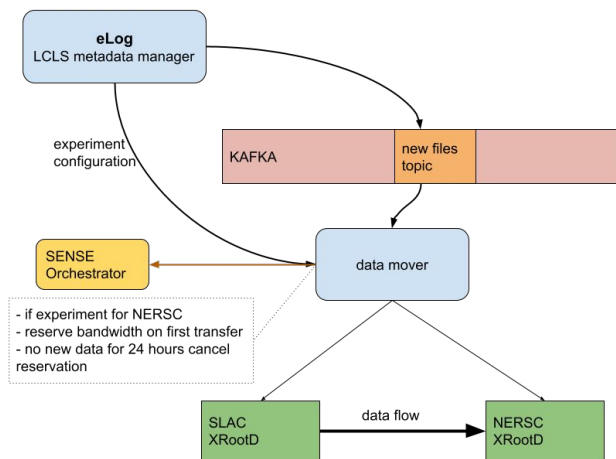 eLog
LCLS metadata manager
experiment
configuration
KAFKA
new files
topic
SENSE
Orchestrator
data mover
- if experiment for NERSC
- reserve bandwidth on first transfer
- no new data for 24 hours cancel
reservation
SLAC
XRootD
data flow
NERSC
XRootD